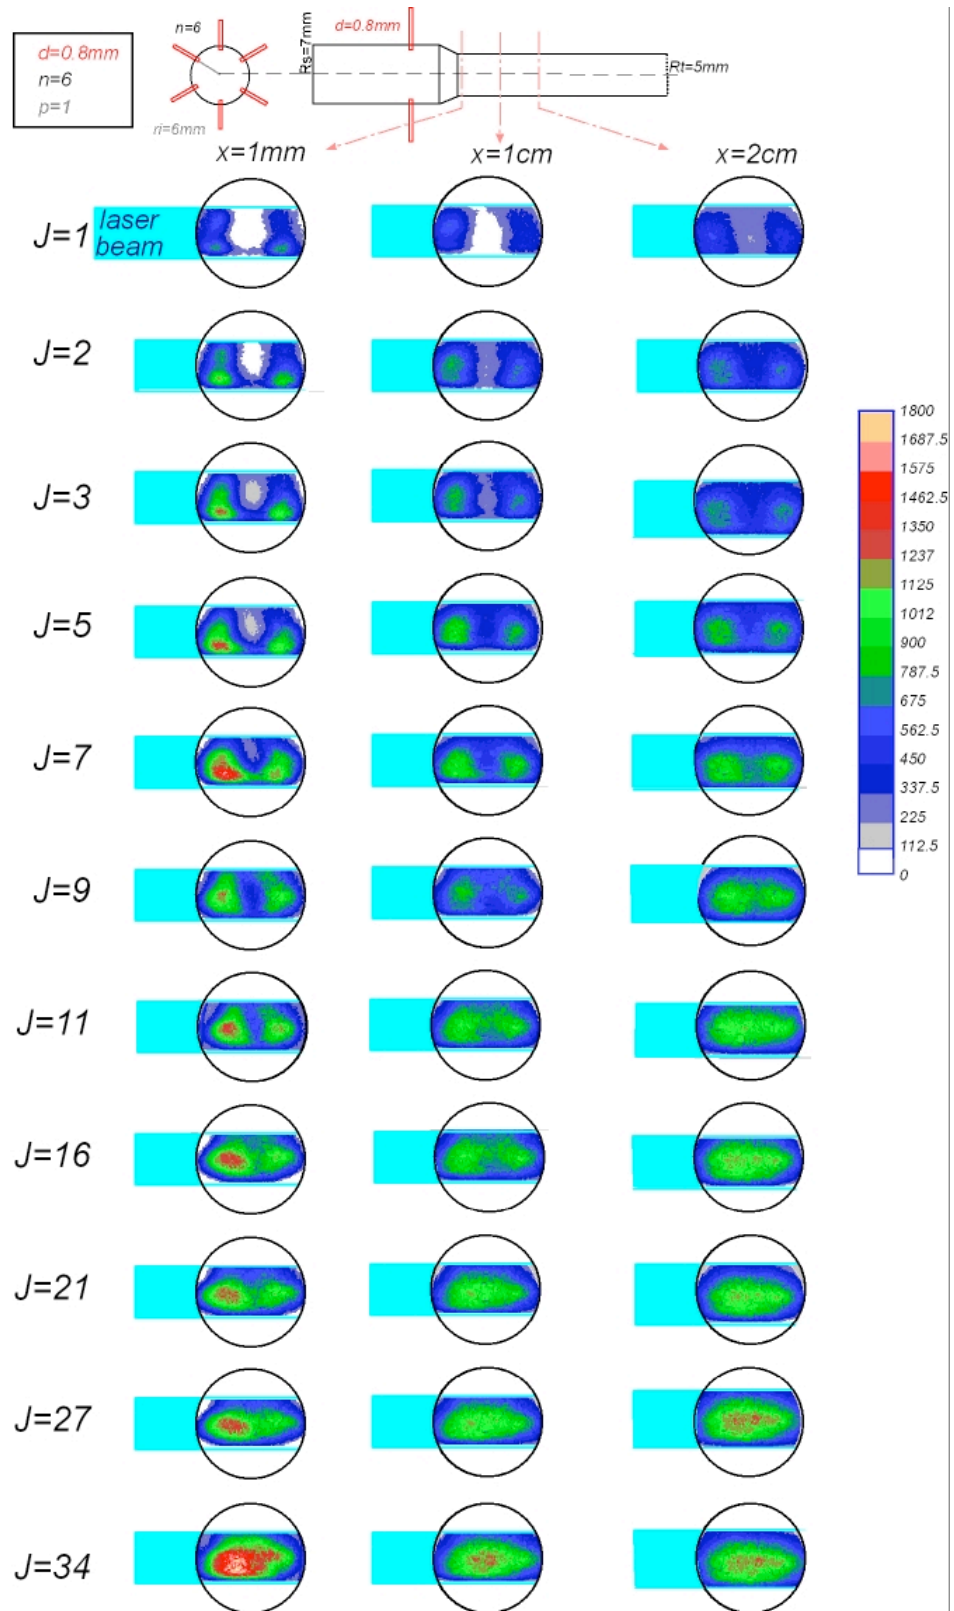 n=6
d=0.8mm
Rs=7mm
d=0.8mm
n=6
p=1
Rt=5mm
ri=6mm
x=1mm
x=1cm
x=2cm
J=1
laser
beam
J=2
J=3
J=5
J=7
J=9
J=11
J=16
J=21
J=27
J=34
1800
1687.5
1575
1462.5
1350
1237
1125
1012
900
787.5
675
562.5
450
337.5
225
112.5
0